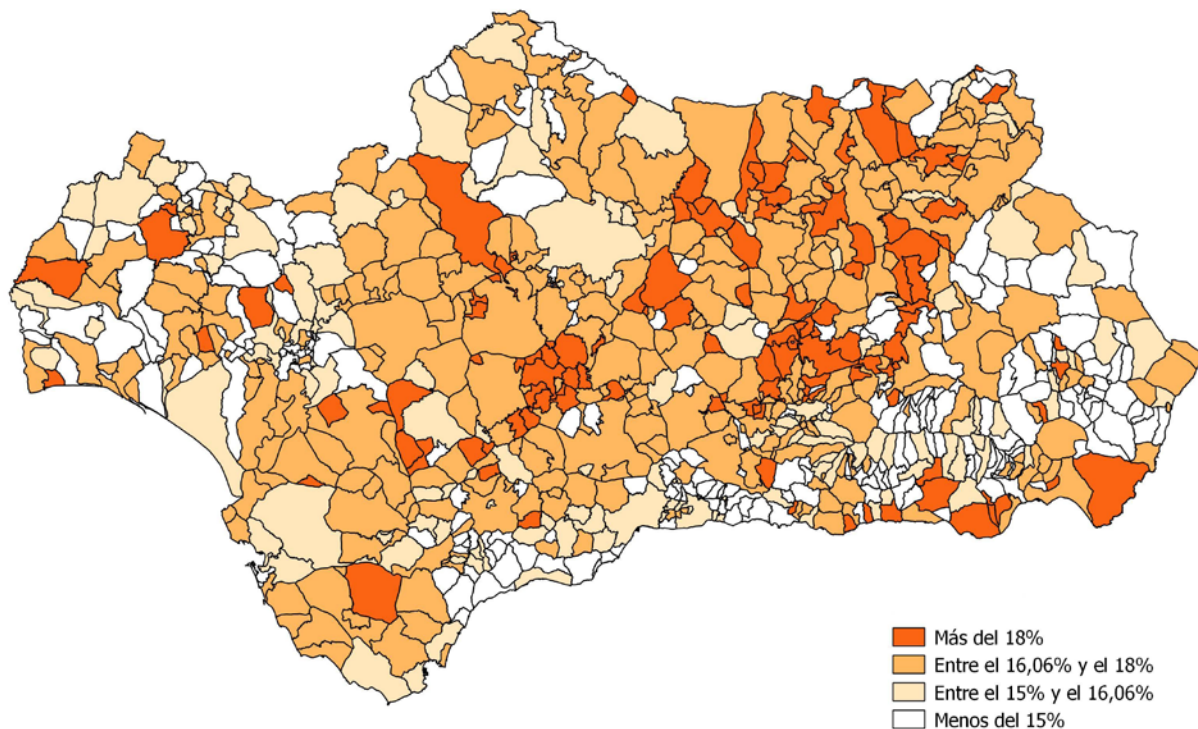 Más del 18%
Entre el 16,06% y el 18%
Entre el 15% y el 16,06%
Menos del 15%